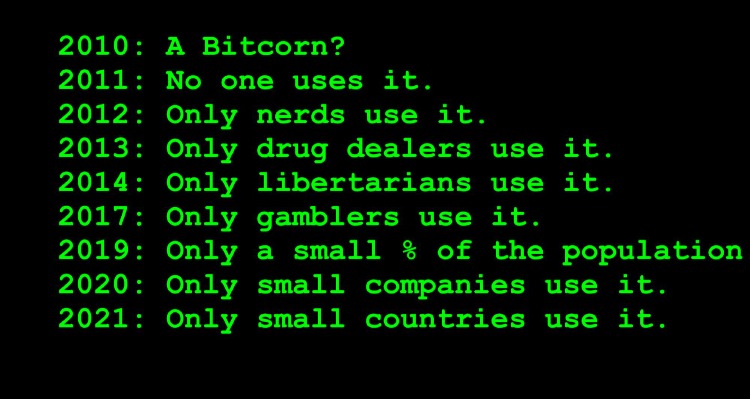 2010: A Bitcorn?
2011: No one uses it.
2012: Only nerds use it.
2013: Only drug dealers use it.
2014: Only libertarians use it.
2017: Only gamblers use it.
2019: Only a small % of the population
2020: Only small companies use it.
2021: Only small countries use it.